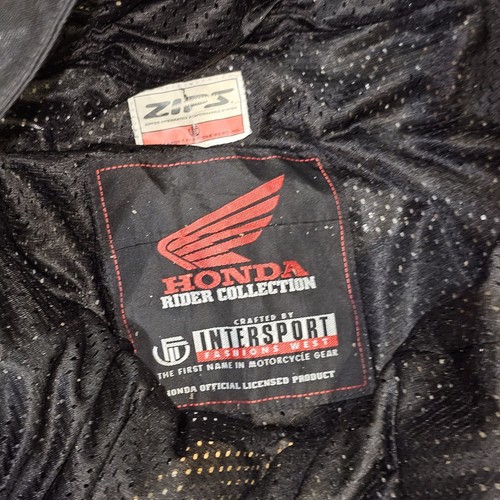 ZIPS
HONDA
RIDER COLLECTION
CRAFTED BY
INTERSPORT
FASHIONS WEST
THE FIRST NAME IN MOTORCYCLE GEAR
HONDA OFFICIAL LICENSED PRODUCT